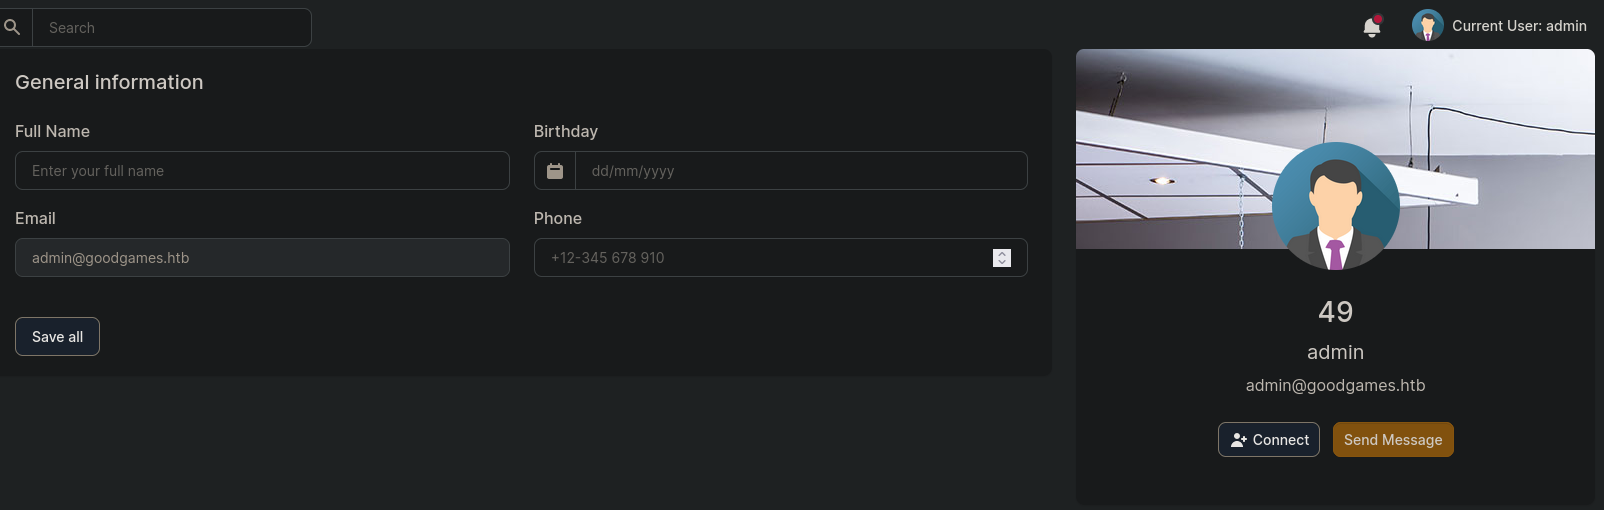 Search
Current User: admin
General information
Full Name
Birthday
Enter your full name
dd/mm/yyyy
Email
Phone
admin@goodgames.htb
+12-345 678 910
Save all
49
admin
admin@goodgames.htb
Connect
Send Message